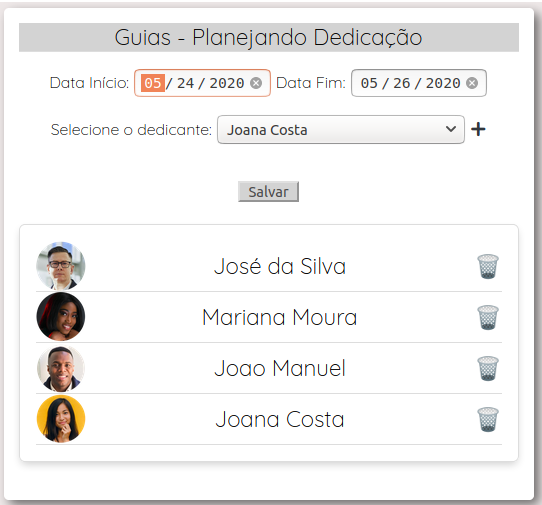 Guias - Planejando Dedicação
Data Início: 05 / 24 / 2020 Data Fim: 05 / 26 / 2020
Selecione o dedicante: Joana Costa
Salvar
José da Silva
Mariana Moura
Joao Manuel
Joana Costa